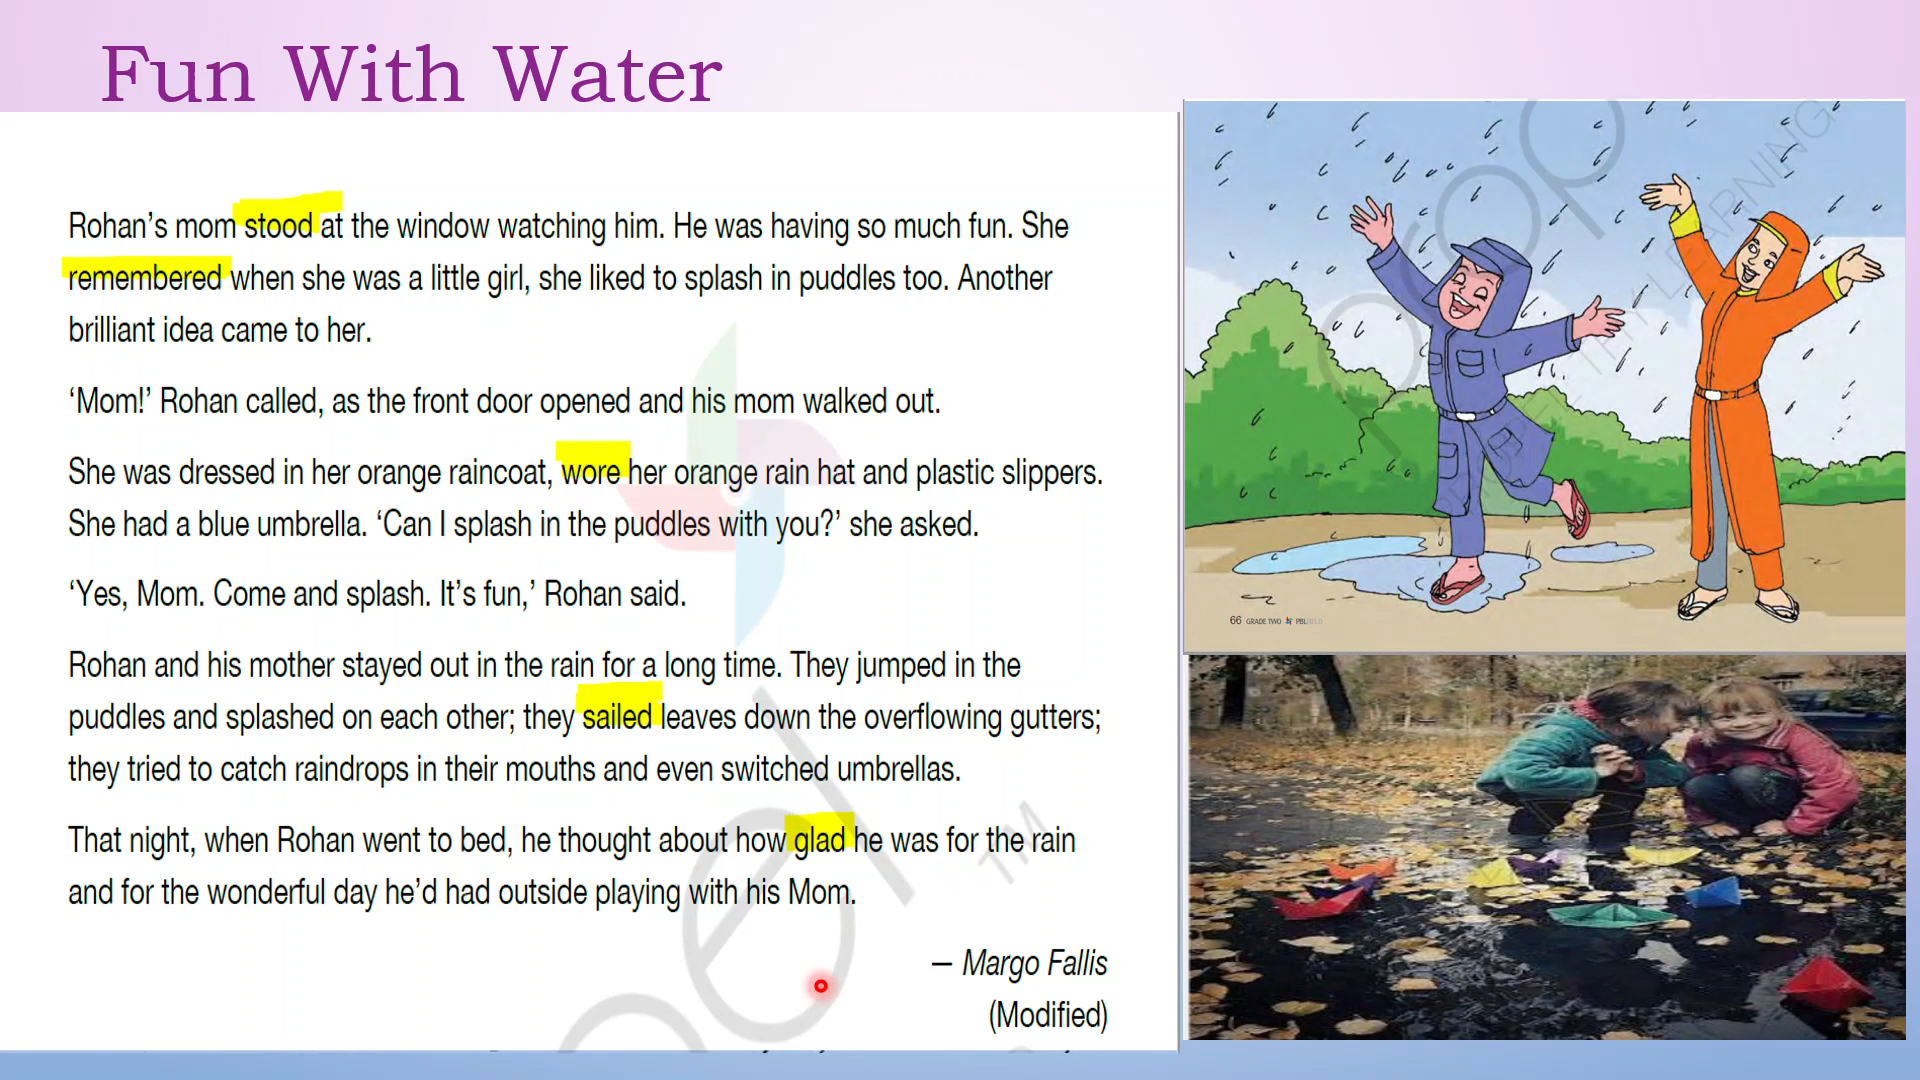 Fun With Water
Rohan’s mom stood at the window watching him. He was having so much fun. She
remembered when she was a little girl, she liked to splash in puddles too. Another
brilliant idea came to her.
‘Mom!’ Rohan called, as the front door opened and his mom walked out.
She was dressed in her orange raincoat, wore her orange rain hat and plastic slippers.
She had a blue umbrella. ‘Can I splash in the puddles with you?’ she asked.
‘Yes, Mom. Come and splash. It’s fun,’ Rohan said.
Rohan and his mother stayed out in the rain for a long time. They jumped in the
puddles and splashed on each other; they sailed leaves down the overflowing gutters;
they tried to catch raindrops in their mouths and even switched umbrellas.
That night, when Rohan went to bed, he thought about how glad he was for the rain
and for the wonderful day he’d had outside playing with his Mom.
— Margo Fallis
(Modified)
66 GRADE TWO PBL
LEARNING
TM